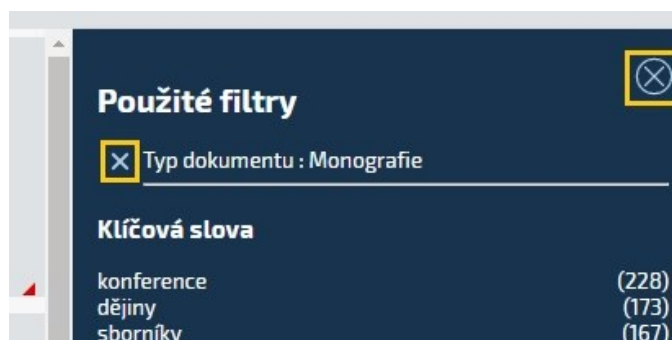 Použité filtry
Typ dokumentu : Monografie
Klíčová slova
konference (228)
dějiny (173)
sborníky (167)